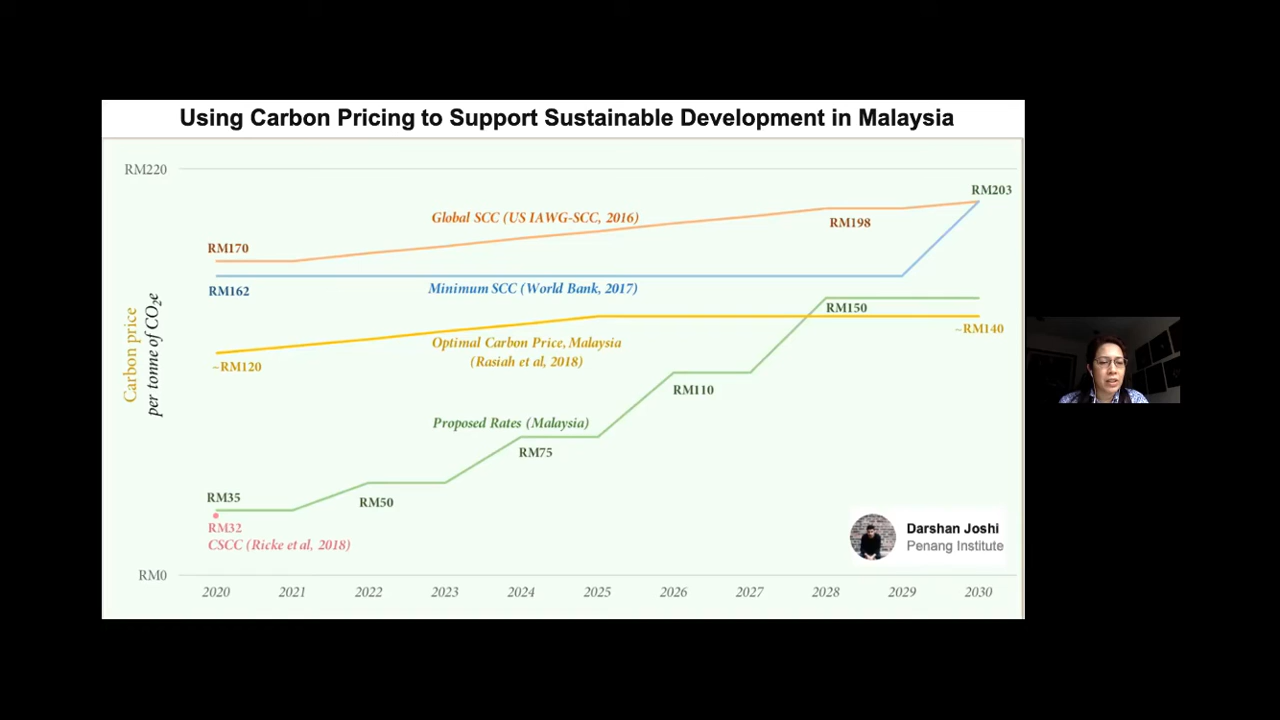 Using Carbon Pricing to Support Sustainable Development in Malaysia
RM220
RM203
Global SCC (US IAWG-SCC, 2016)
RM198
RM170
Minimum SCC (World Bank, 2017)
RM162
RM150
~RM140
Optimal Carbon Price, Malaysia
(Rasiah et al, 2018)
~RM120
Carbon price
per tonne of CO₂e
RM110
Proposed Rates (Malaysia)
RM75
RM35
RM50
RM32
CSCC (Ricke et al, 2018)
Darshan Joshi
Penang Institute
RM0
2020 2021 2022 2023 2024 2025 2026 2027 2028 2029 2030